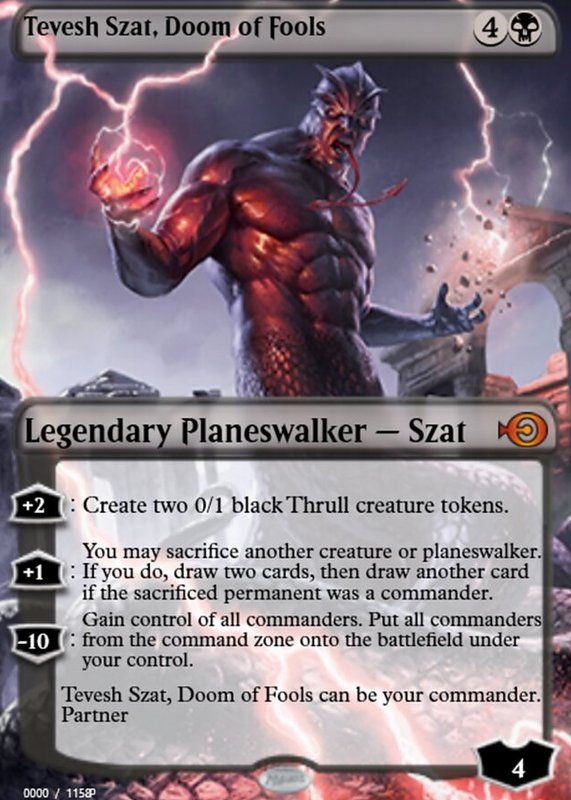 Tevesh Szat, Doom of Fools 4
Legendary Planeswalker — Szat
+2 : Create two 0/1 black Thrull creature tokens.
You may sacrifice another creature or planeswalker.
+1 : If you do, draw two cards, then draw another card
if the sacrificed permanent was a commander.
Gain control of all commanders. Put all commanders
-10 : from the command zone onto the battlefield under
your control.
Tevesh Szat, Doom of Fools can be your commander.
Partner
4
0000 / 1158